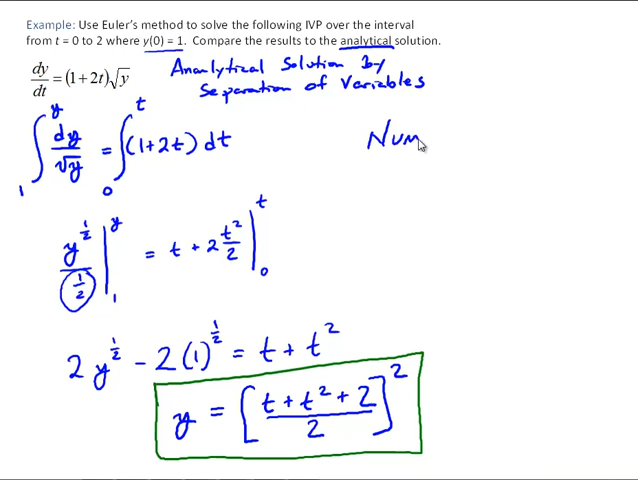 Example: Use Euler's method to solve the following IVP over the interval
from t = 0 to 2 where y(0) = 1. Compare the results to the analytical solution.
dy/dt = (1+2t)√y
Ananlytical Solution by
Separation of Variables
∫₁^y dy/√y = ∫₀^t (1+2t) dt
Num
y^(1/2)/(1/2) |₁^y = t + 2 t²/2 |₀^t
2 y^(1/2) - 2(1)^(1/2) = t + t²
y = [(t + t² + 2)/2]²